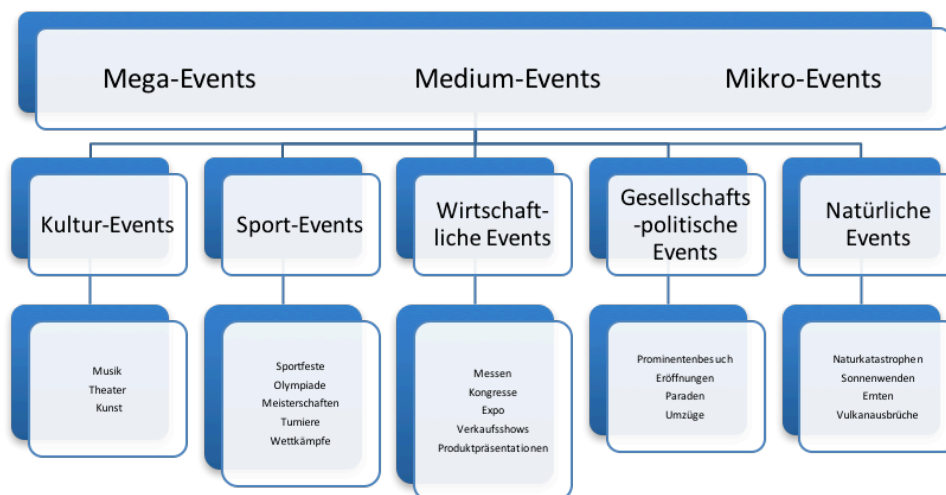 Mega-Events Medium-Events Mikro-Events
Kultur-Events
Sport-Events
Wirtschaft-
liche Events
Gesellschafts
-politische
Events
Natürliche
Events
Musik
Theater
Kunst
Sportfeste
Olympiade
Meisterschaften
Turniere
Wettkämpfe
Messen
Kongresse
Expo
Verkaufsshows
Produktpräsentationen
Prominentenbesuch
Eröffnungen
Paraden
Umzüge
Naturkatastrophen
Sonnenwenden
Ernten
Vulkanausbrüche